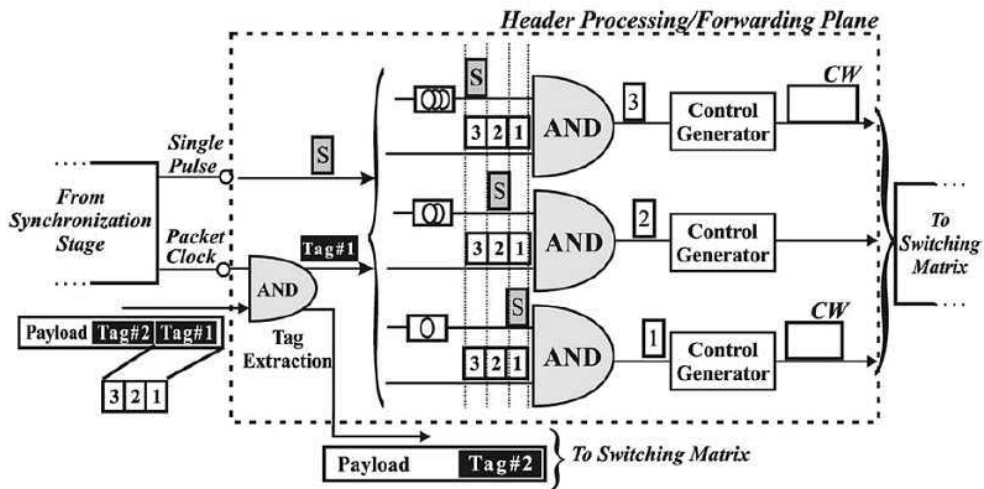 Header Processing/Forwarding Plane
From
Synchronization
Stage
Single
Pulse
Packet
Clock
S
Tag#1
AND
Tag
Extraction
Payload Tag#2 Tag#1
3 2 1
S
3 2 1
AND
3
Control
Generator
CW
S
3 2 1
AND
2
Control
Generator
S
3 2 1
AND
1
Control
Generator
CW
To
Switching
Matrix
Payload Tag#2
To Switching Matrix